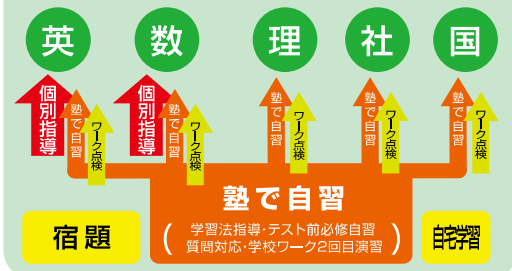 英
数
理
社
国
個別指導
塾で自習
ワーク点検
個別指導
塾で自習
ワーク点検
塾で自習
ワーク点検
塾で自習
ワーク点検
塾で自習
ワーク点検
塾で自習
(学習法指導・テスト前必修自習
質問対応・学校ワーク2回目演習)
宿題
自宅学習